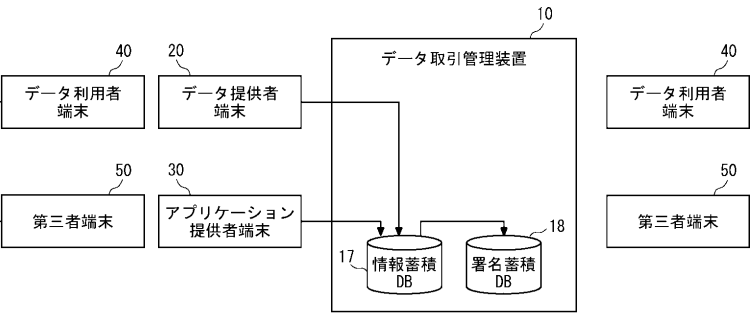 10
データ取引管理装置
40
データ利用者
端末
20
データ提供者
端末
40
データ利用者
端末
50
第三者端末
30
アプリケーション
提供者端末
50
第三者端末
17
情報蓄積
DB
18
署名蓄積
DB